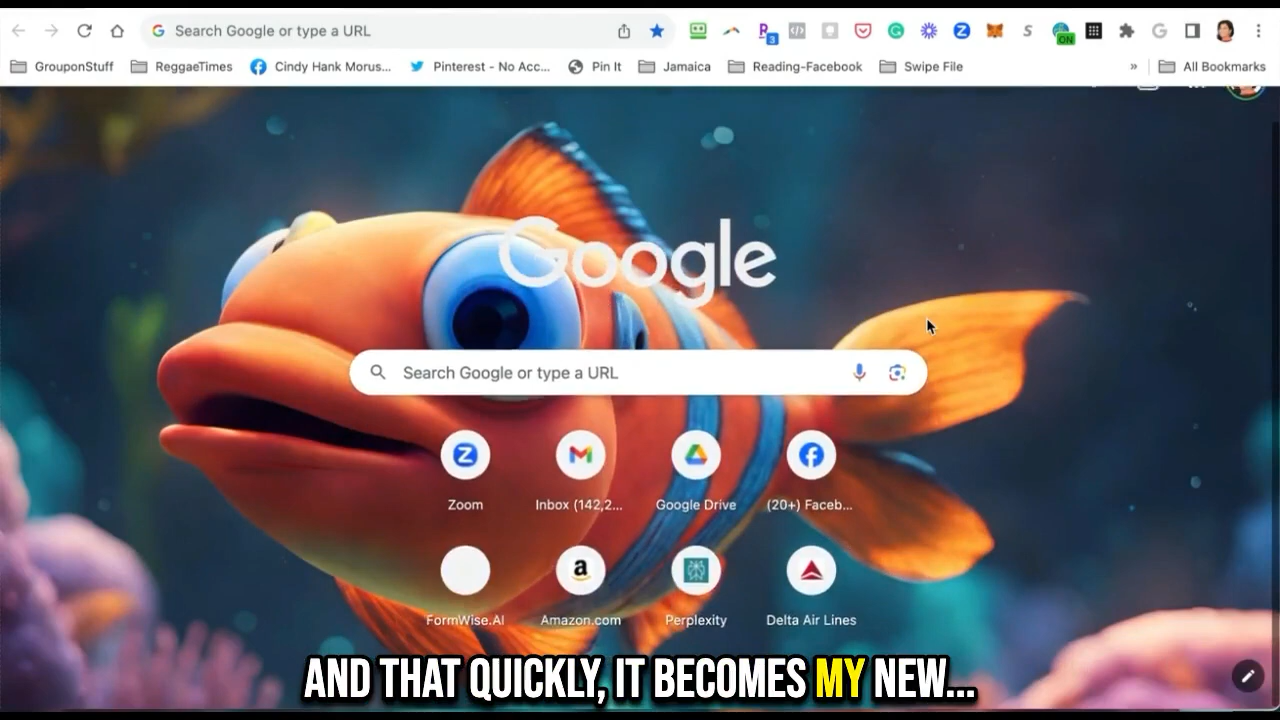 Search Google or type a URL
3
ON
GrouponStuff
ReggaeTimes
Cindy Hank Morus...
Pinterest - No Acc...
Pin It
Jamaica
Reading-Facebook
Swipe File
»
All Bookmarks
Google
Search Google or type a URL
Zoom
Inbox (142,2...
Google Drive
(20+) Faceb...
FormWise.AI
Amazon.com
Perplexity
Delta Air Lines
AND THAT QUICKLY, IT BECOMES MY NEW...